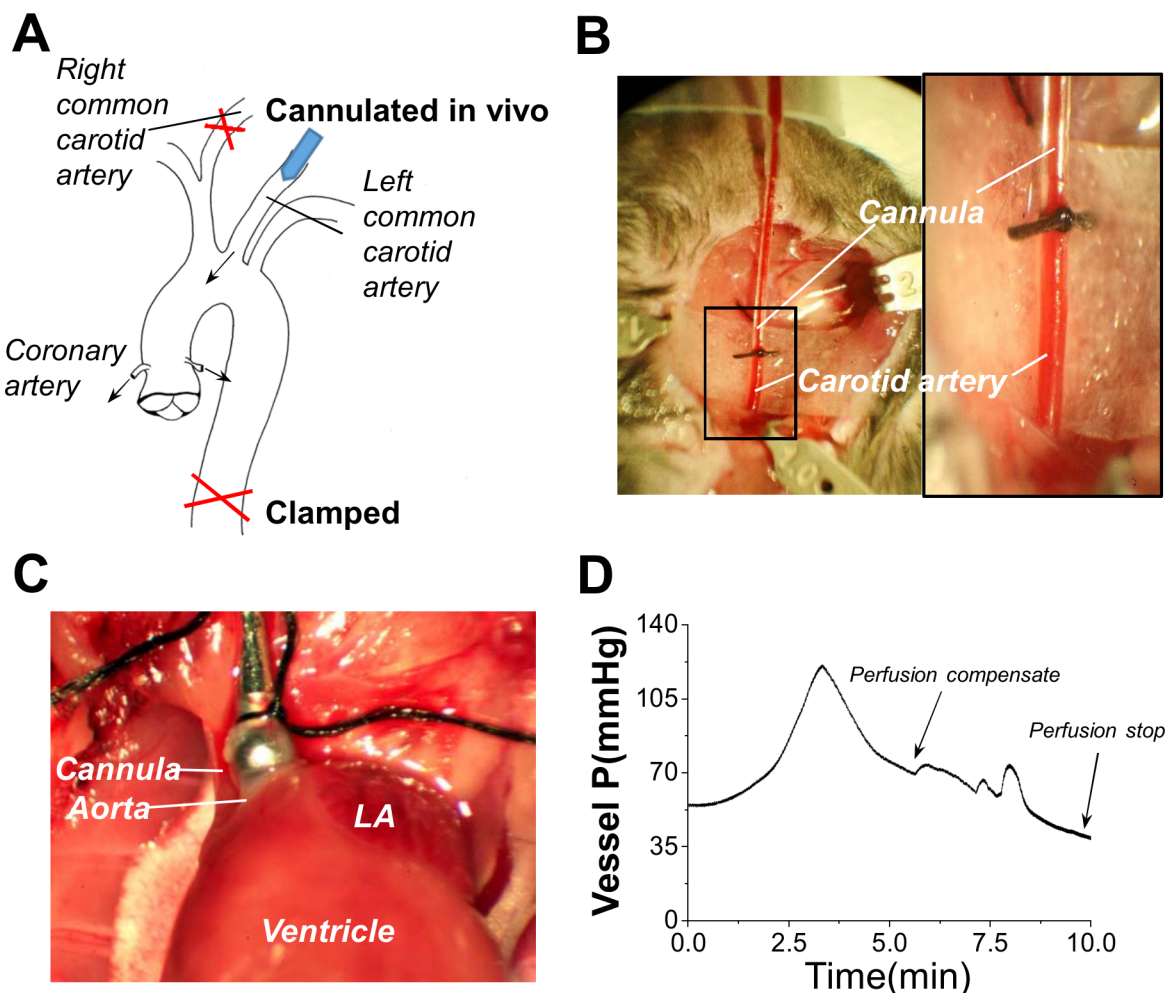 A
Right
common
carotid
artery
Cannulated in vivo
Left
common
carotid
artery
Coronary
artery
Clamped
B
Cannula
Carotid artery
2
C
Cannula
Aorta
LA
Ventricle
D
Vessel P(mmHg)
140
105
70
35
0
Perfusion compensate
Perfusion stop
0.0 2.5 5.0 7.5 10.0
Time(min)